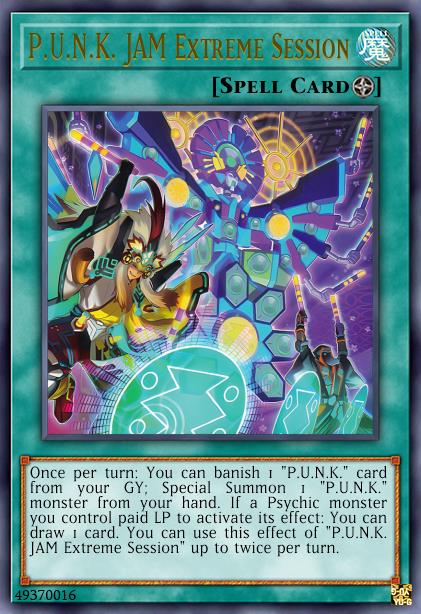 P.U.N.K. JAM Extreme Session
SPELL
魔
[Spell Card]
Once per turn: You can banish 1 "P.U.N.K." card
from your GY; Special Summon 1 "P.U.N.K."
monster from your hand. If a Psychic monster
you control paid LP to activate its effect: You can
draw 1 card. You can use this effect of "P.U.N.K.
JAM Extreme Session" up to twice per turn.
49370016